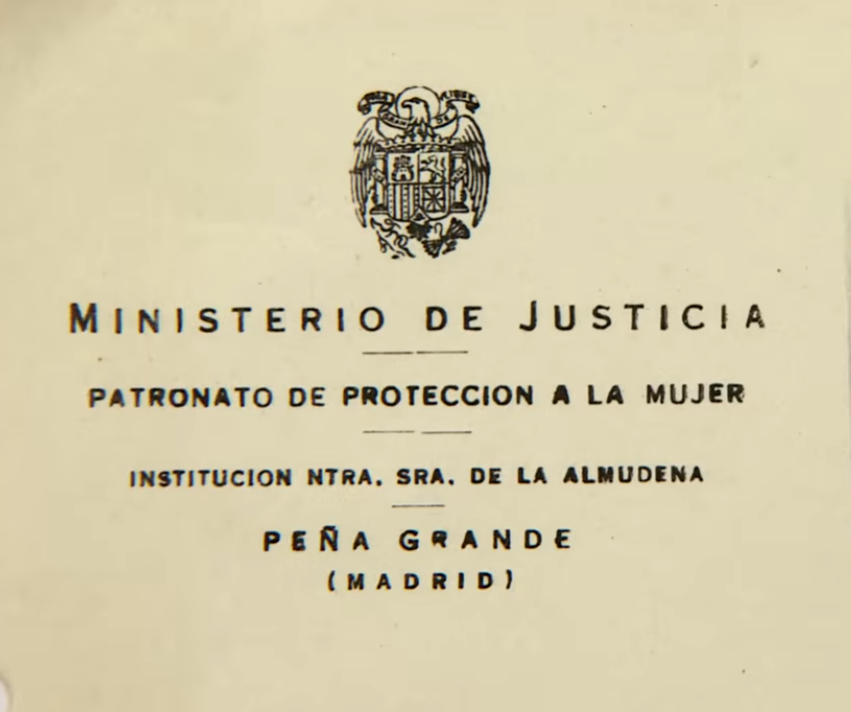 MINISTERIO DE JUSTICIA
PATRONATO DE PROTECCION A LA MUJER
INSTITUCION NTRA. SRA. DE LA ALMUDENA
PEÑA GRANDE
(MADRID)